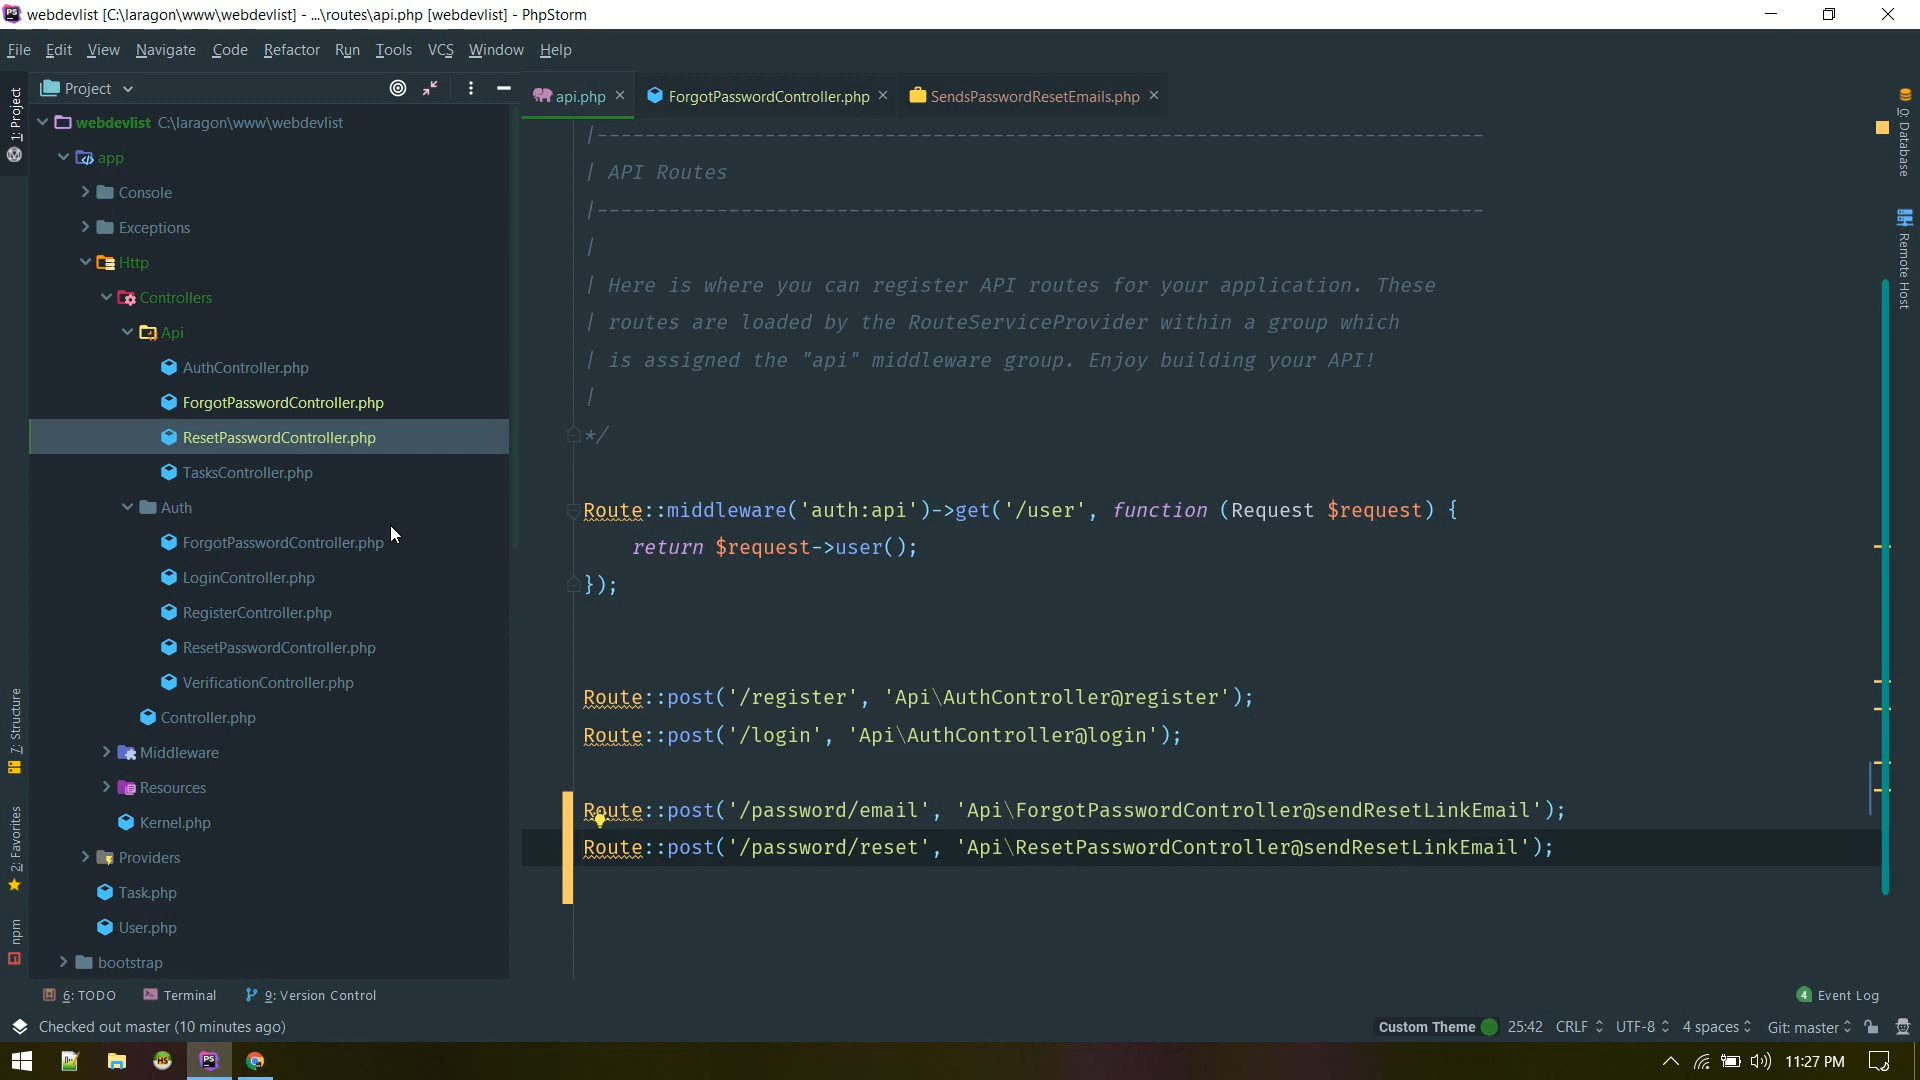 webdevlist [C:\laragon\www\webdevlist] - ...\routes\api.php [webdevlist] - PhpStorm
File Edit View Navigate Code Refactor Run Tools VCS Window Help
Project
api.php
ForgotPasswordController.php
SendsPasswordResetEmails.php
1: Project
7: Structure
2: Favorites
npm
webdevlist C:\laragon\www\webdevlist
app
Console
Exceptions
Http
Controllers
Api
AuthController.php
ForgotPasswordController.php
ResetPasswordController.php
TasksController.php
Auth
ForgotPasswordController.php
LoginController.php
RegisterController.php
ResetPasswordController.php
VerificationController.php
Controller.php
Middleware
Resources
Kernel.php
Providers
Task.php
User.php
bootstrap
|--------------------------------------------------------------------------
| API Routes
|--------------------------------------------------------------------------
|
| Here is where you can register API routes for your application. These
| routes are loaded by the RouteServiceProvider within a group which
| is assigned the "api" middleware group. Enjoy building your API!
|
*/
Route::middleware('auth:api')->get('/user', function (Request $request) {
return $request->user();
});
Route::post('/register', 'Api\AuthController@register');
Route::post('/login', 'Api\AuthController@login');
Route::post('/password/email', 'Api\ForgotPasswordController@sendResetLinkEmail');
Route::post('/password/reset', 'Api\ResetPasswordController@sendResetLinkEmail');
0: Database
Remote Host
6: TODO
Terminal
9: Version Control
4 Event Log
Checked out master (10 minutes ago)
Custom Theme 25:42 CRLF UTF-8 4 spaces Git: master
PS
11:27 PM